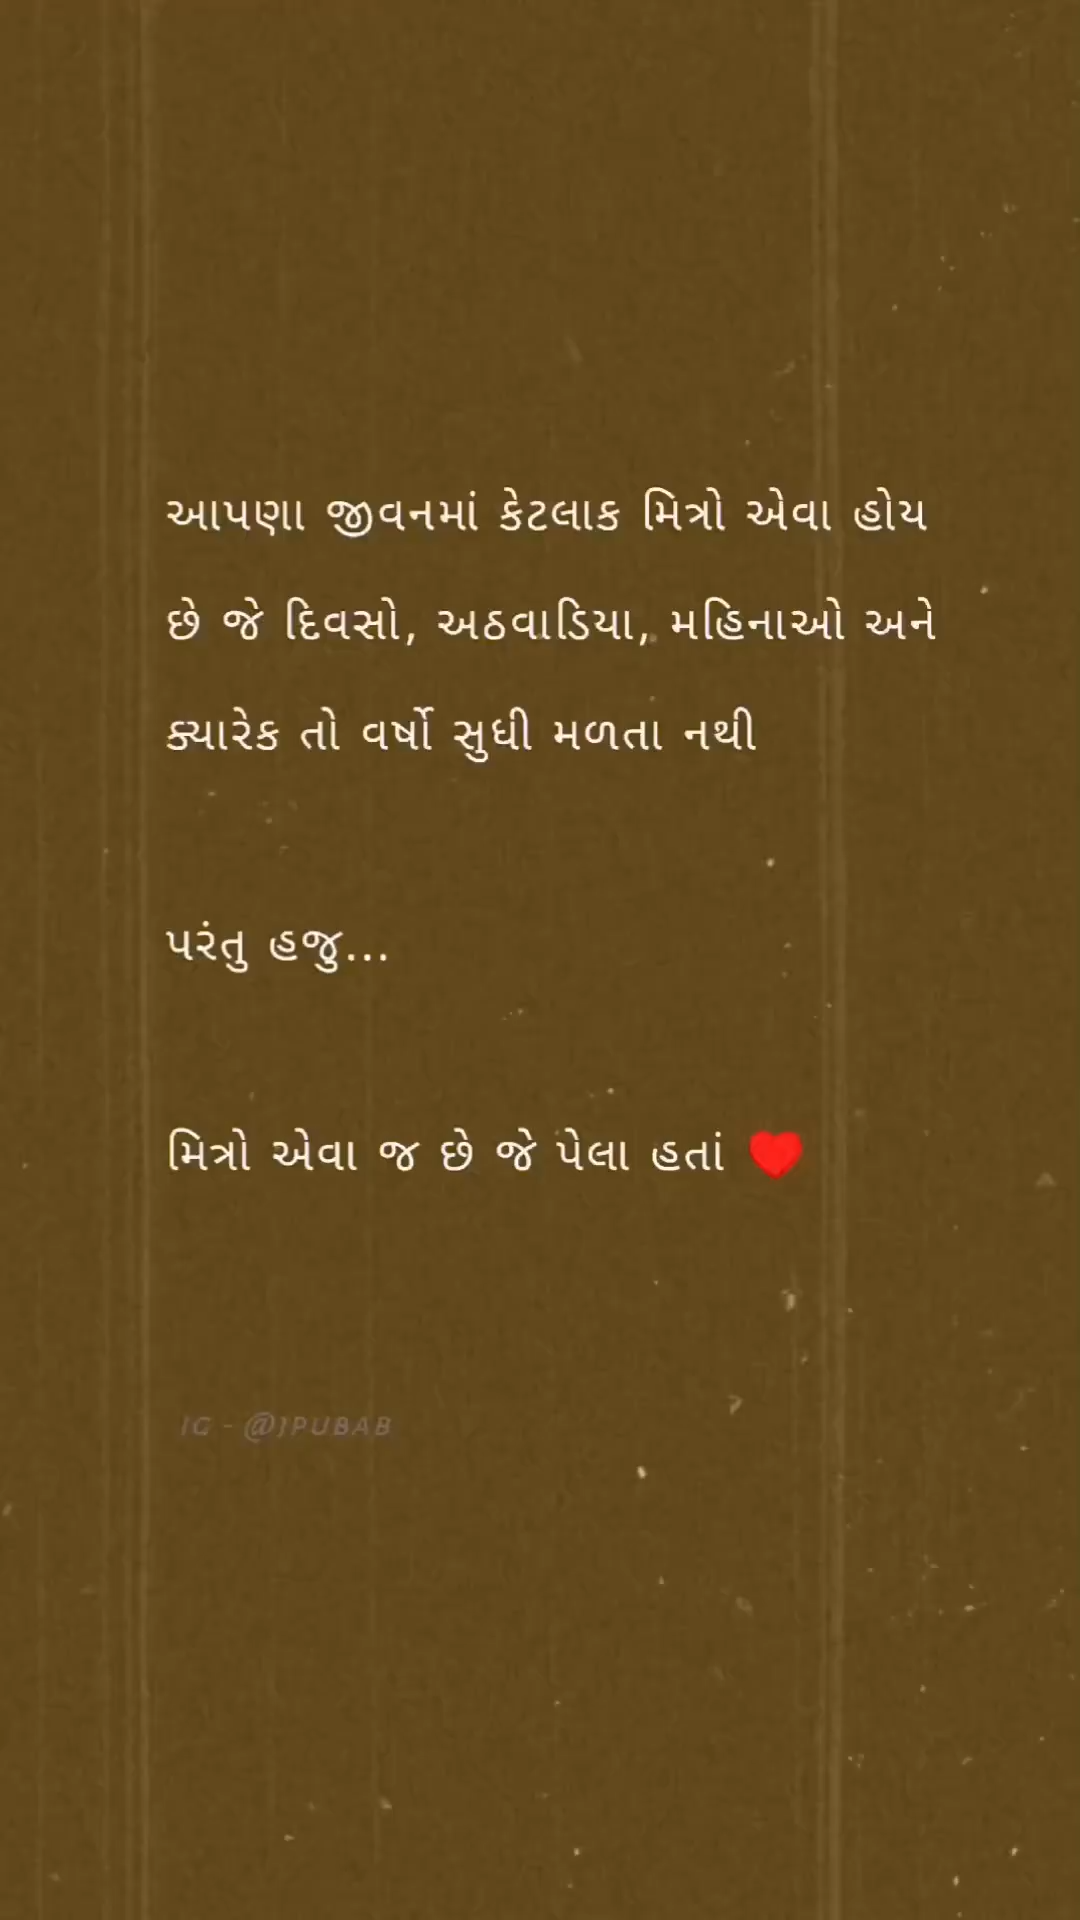 આપણા જીવનમાં કેટલાક મિત્રો એવા હોય
છે જે દિવસો, અઠવાડિયા, મહિનાઓ અને
ક્યારેક તો વર્ષો સુધી મળતા નથી
પરંતુ હજુ...
મિત્રો એવા જ છે જે પેલા હતાં ❤️
IG - @JPUBAB